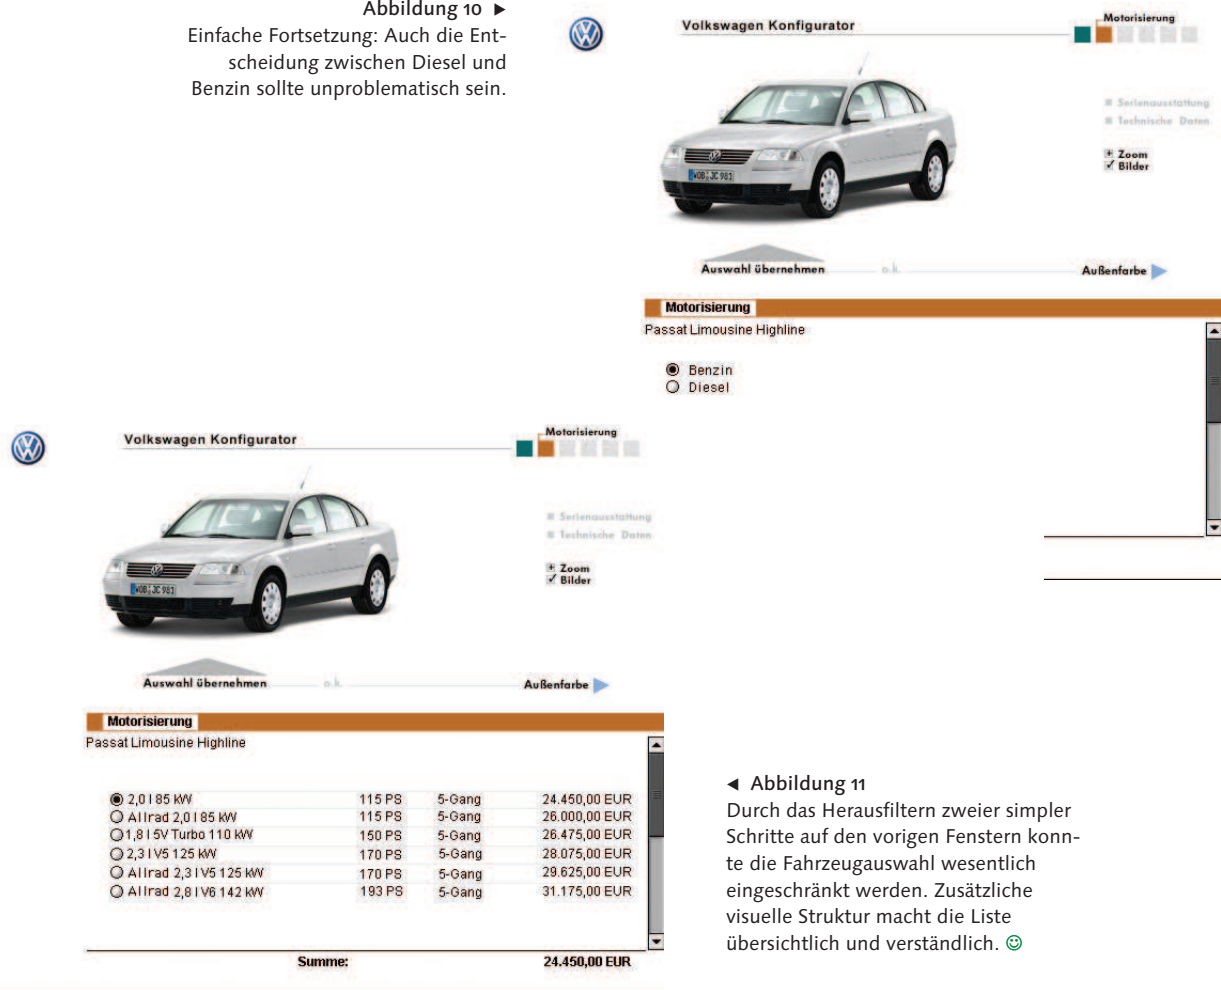 Abbildung 10 ►
Einfache Fortsetzung: Auch die Ent-
scheidung zwischen Diesel und
Benzin sollte unproblematisch sein.
Volkswagen Konfigurator
Motorisierung
Serienausstattung
Technische Daten
Zoom
Bilder
WOB JC 981
Auswahl übernehmen
o.k.
Außenfarbe
Motorisierung
Passat Limousine Highline
Benzin
Diesel
Volkswagen Konfigurator
Motorisierung
Serienausstattung
Technische Daten
Zoom
Bilder
WOB JC 981
Auswahl übernehmen
o.k.
Außenfarbe
Motorisierung
Passat Limousine Highline
2,0 l 85 kW 115 PS 5-Gang 24.450,00 EUR
Allrad 2,0 l 85 kW 115 PS 5-Gang 26.000,00 EUR
1,8 l 5V Turbo 110 kW 150 PS 5-Gang 26.475,00 EUR
2,3 l V5 125 kW 170 PS 5-Gang 28.075,00 EUR
Allrad 2,3 l V5 125 kW 170 PS 5-Gang 29.625,00 EUR
Allrad 2,8 l V6 142 kW 193 PS 5-Gang 31.175,00 EUR
Summe: 24.450,00 EUR
◄ Abbildung 11
Durch das Herausfiltern zweier simpler
Schritte auf den vorigen Fenstern konn-
te die Fahrzeugauswahl wesentlich
eingeschränkt werden. Zusätzliche
visuelle Struktur macht die Liste
übersichtlich und verständlich. ☺